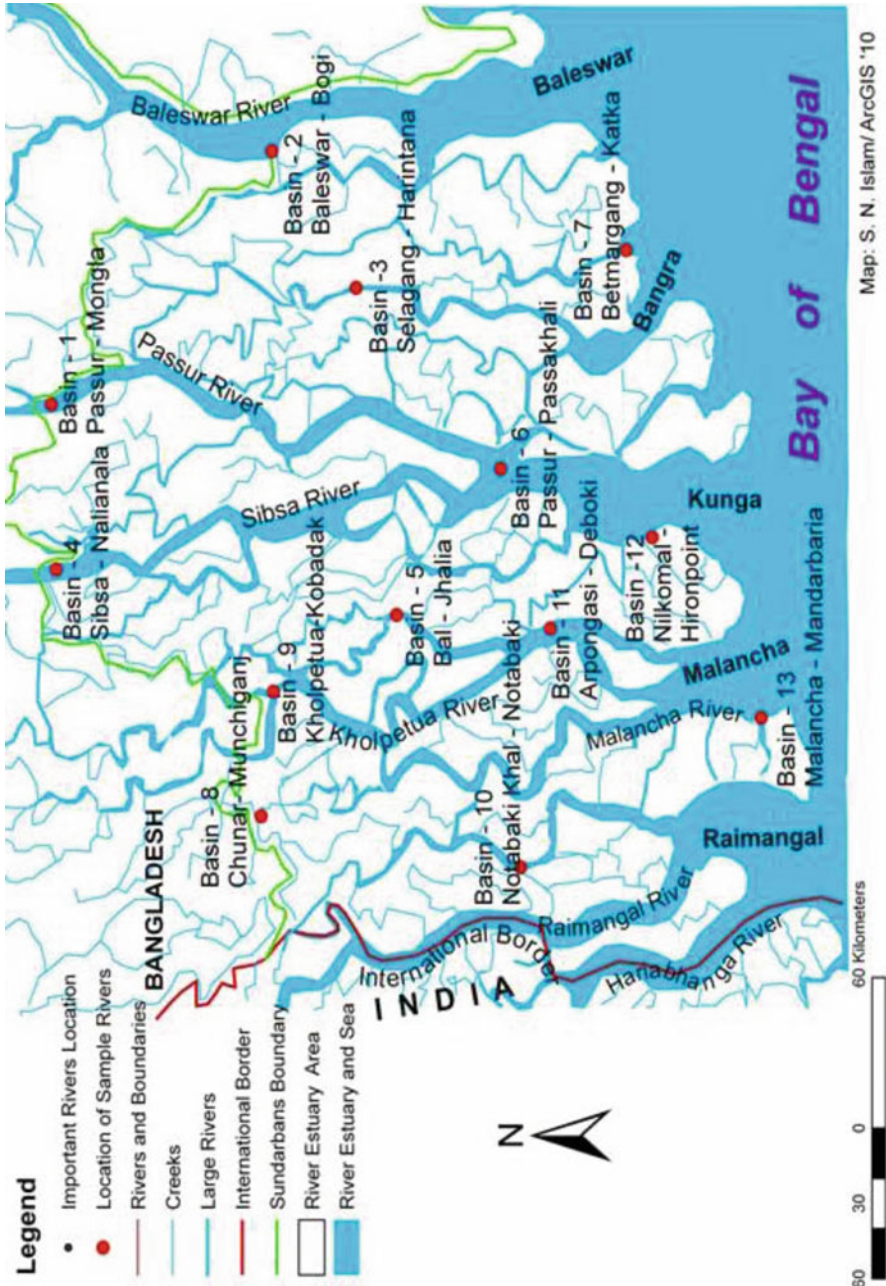 Legend
Important Rivers Location
Location of Sample Rivers
Rivers and Boundaries
Creeks
Large Rivers
International Border
Sundarbans Boundary
River Estuary Area
River Estuary and Sea
N
60 30 0 60 Kilometers
BANGLADESH
INDIA
International Border
Basin - 4
Sibsa - Nalianala
Basin - 1
Passur - Mongla
Baleswar River
Basin - 8
Chunar - Munchiganj
Basin - 9
Kholpetua-Kobadak
Sibsa River
Passur River
Basin - 2
Baleswar - Bogi
Kholpetua River
Basin - 5
Bal - Jhalia
Basin -3
Selagang - Harintana
Baleswar
Basin - 10
Notabaki Khal - Notabaki
Basin - 11
Arpongasi - Deboki
Basin - 6
Passur - Passakhali
Raimangal River
Hariabhanga River
Malancha River
Malancha
Basin -12
Nilkomal -
Hironpoint
Basin - 7
Betmargang - Katka
Bangra
Raimangal
Kunga
Basin - 13
Malancha - Mandarbaria
Bay of Bengal
Map: S. N. Islam/ ArcGIS '10